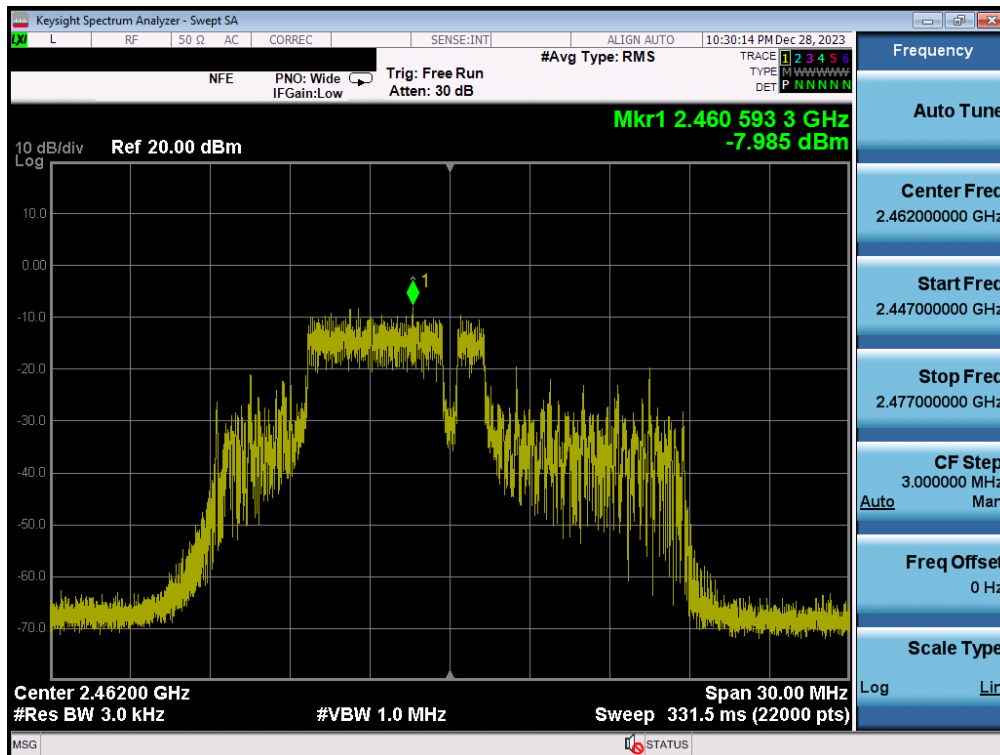 Keysight Spectrum Analyzer - Swept SA
LXI L RF 50 Ω AC CORREC SENSE:INT ALIGN AUTO 10:30:14 PM Dec 28, 2023
#Avg Type: RMS TRACE 1 2 3 4 5 6
NFE PNO: Wide Trig: Free Run TYPE M WWWWW
IFGain:Low Atten: 30 dB DET P N N N N N
Mkr1 2.460 593 3 GHz
-7.985 dBm
10 dB/div Ref 20.00 dBm
Log
10.0
0.00
-10.0
-20.0
-30.0
-40.0
-50.0
-60.0
-70.0
1
Center 2.46200 GHz Span 30.00 MHz
#Res BW 3.0 kHz #VBW 1.0 MHz Sweep 331.5 ms (22000 pts)
MSG STATUS
Frequency
Auto Tune
Center Freq
2.462000000 GHz
Start Freq
2.447000000 GHz
Stop Freq
2.477000000 GHz
CF Step
3.000000 MHz
Auto Man
Freq Offset
0 Hz
Scale Type
Log Lin